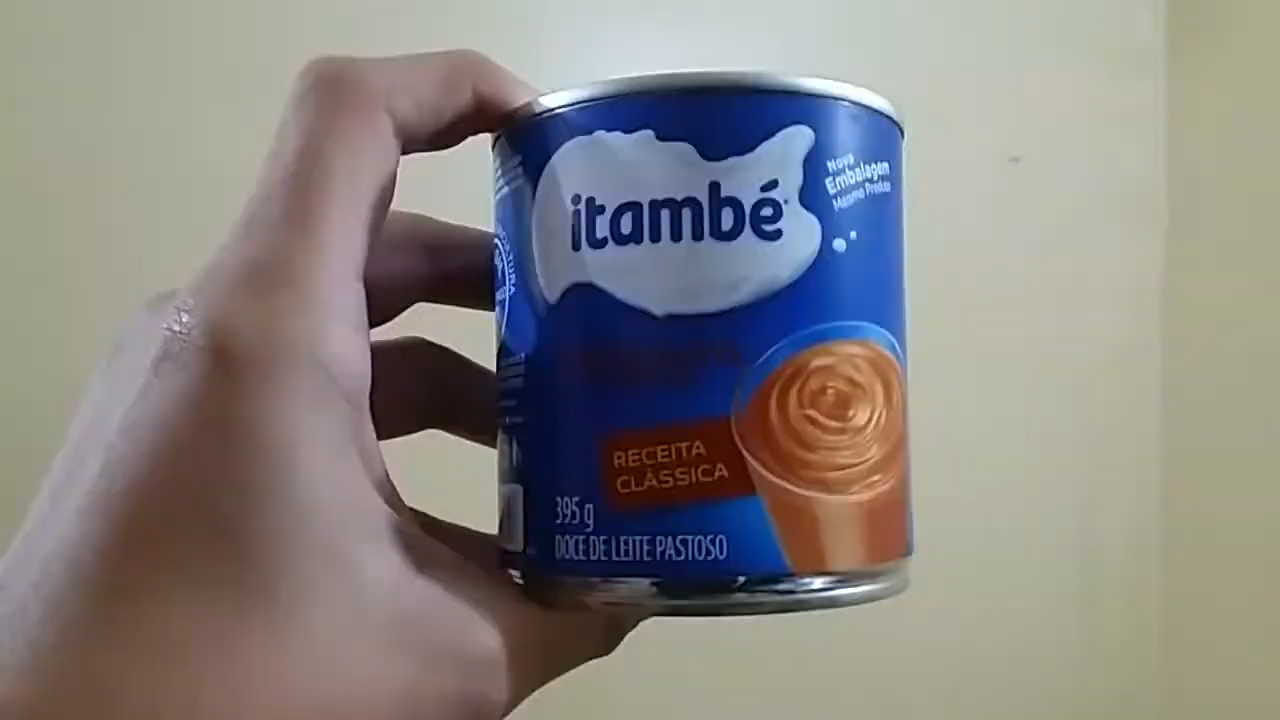 itambé
Nova
Embalagem
Mesmo Produto
RECEITA
CLÁSSICA
395 g
DOCE DE LEITE PASTOSO